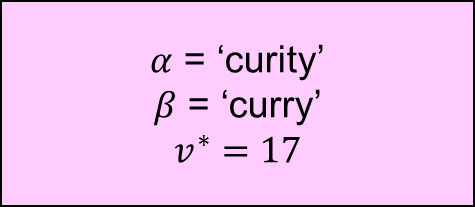 α = ‘curity’
β = ‘curry’
v* = 17